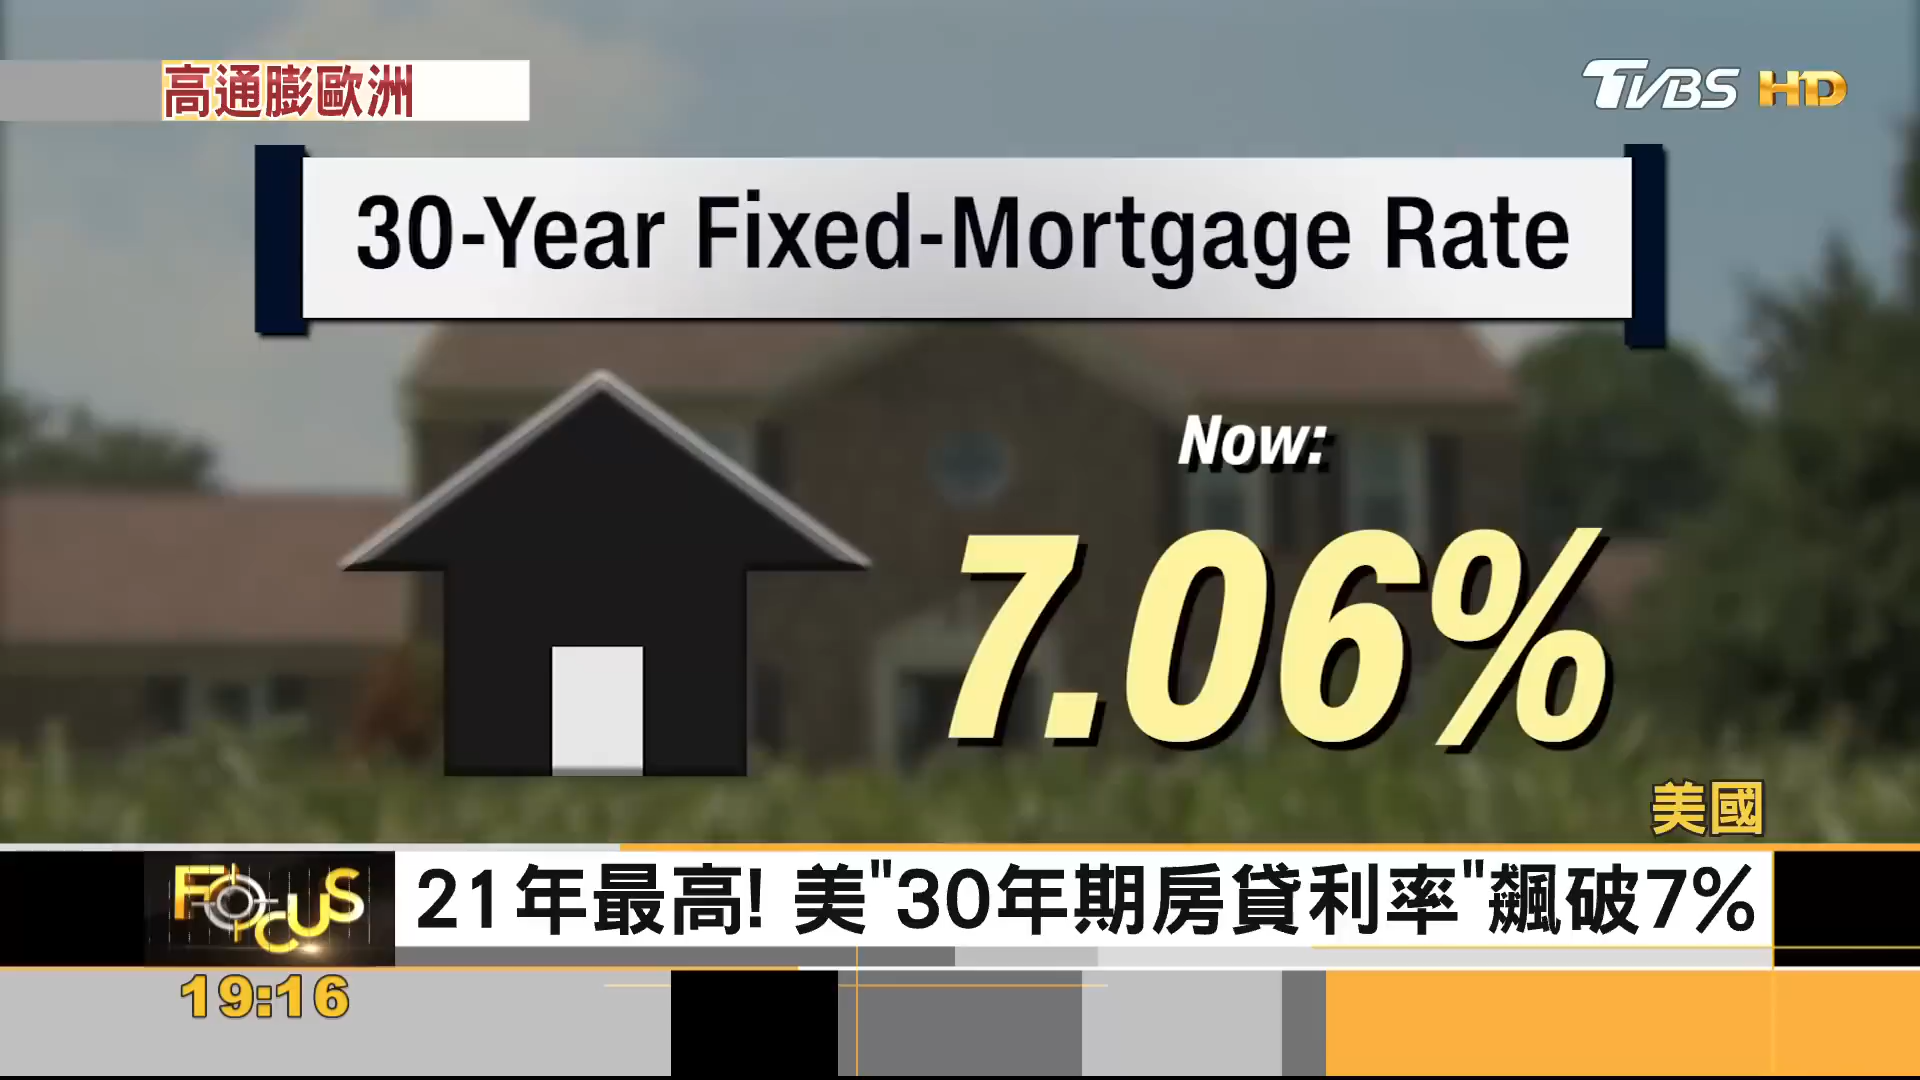 高通膨歐洲
TVBS HD
30-Year Fixed-Mortgage Rate
Now:
7.06%
美國
FOCUS
21年最高! 美"30年期房貸利率"飆破7%
19:16